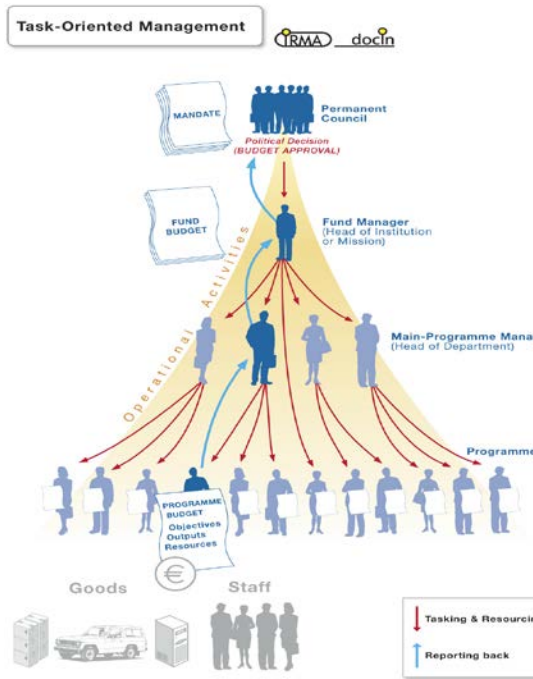 Task-Oriented Management
iRMA docin
MANDATE
Permanent
Council
Political Decision
(BUDGET APPROVAL)
FUND
BUDGET
Fund Manager
(Head of Institution
or Mission)
Operational Activities
Main-Programme Mana
(Head of Department)
Programme
PROGRAMME
BUDGET
Objectives
Outputs
Resources
€
Goods
Staff
Tasking & Resourcin
Reporting back